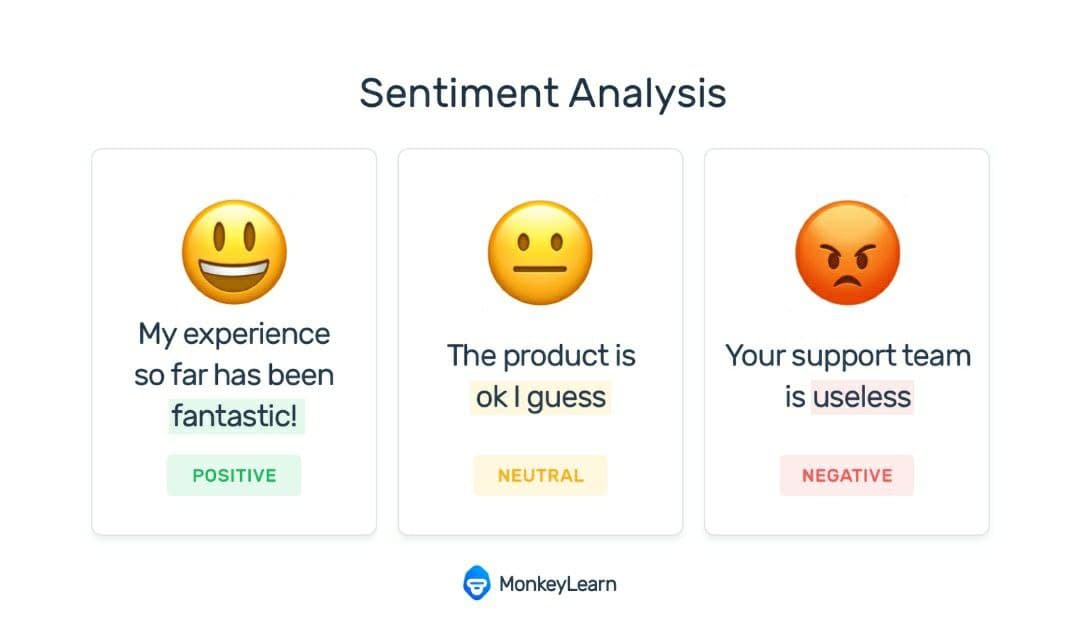 Sentiment Analysis
My experience
so far has been
fantastic!
POSITIVE
The product is
ok I guess
NEUTRAL
Your support team
is useless
NEGATIVE
MonkeyLearn